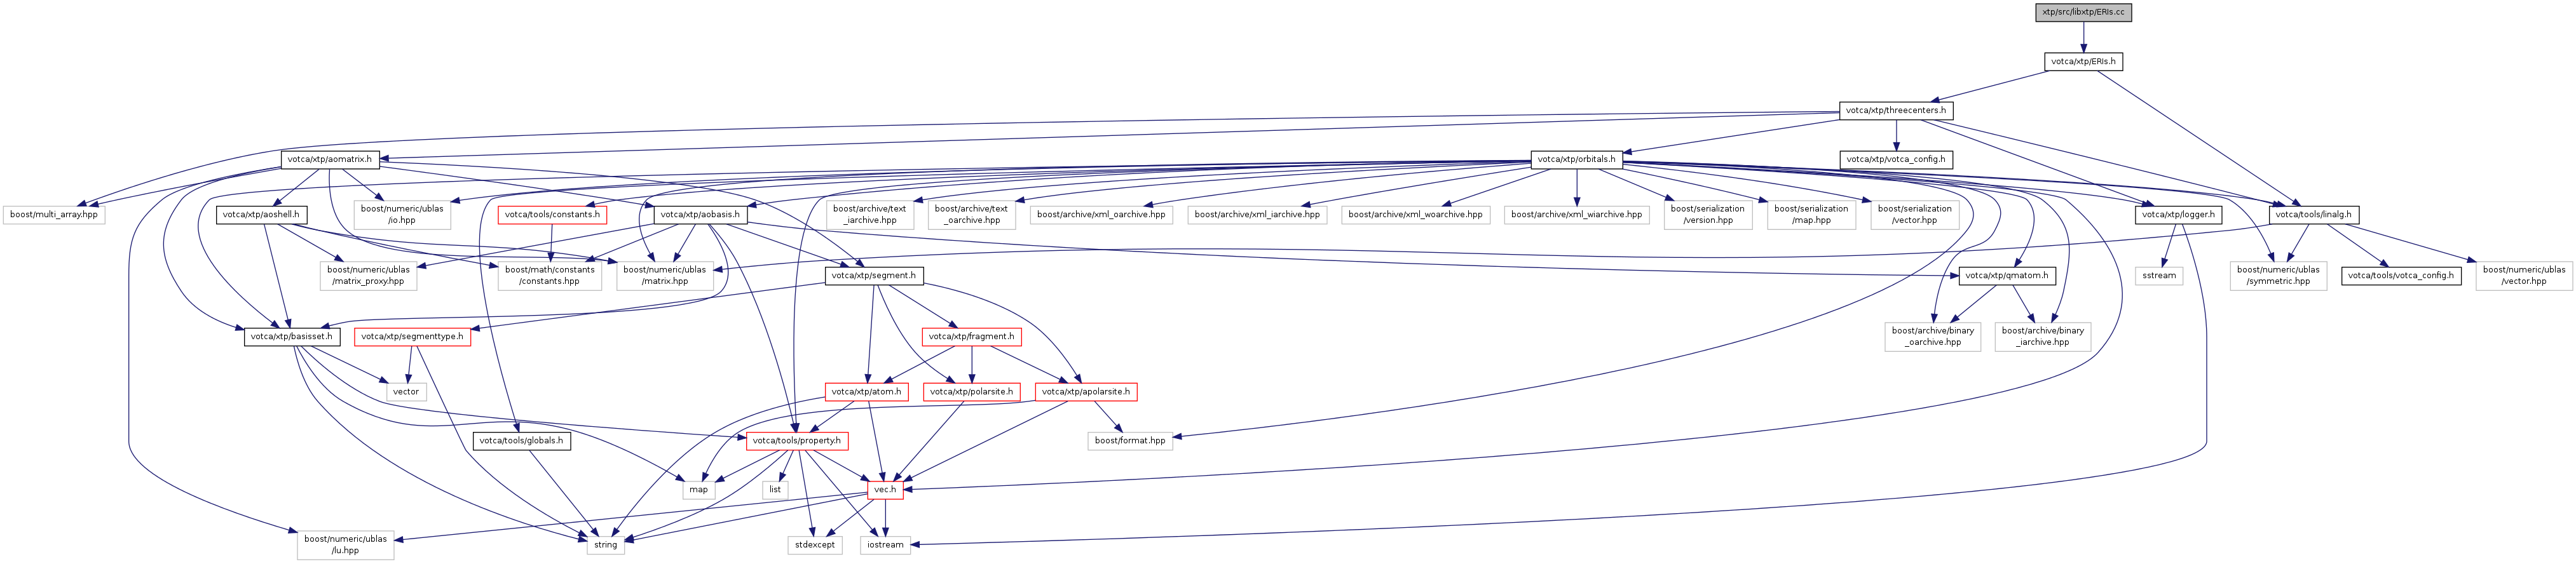 xtp/src/libxtp/ERIs.cc
votca/xtp/ERIs.h
votca/xtp/threecenters.h
votca/xtp/aomatrix.h
votca/xtp/orbitals.h
votca/xtp/votca_config.h
boost/multi_array.hpp
votca/xtp/aoshell.h
boost/numeric/ublas
/io.hpp
votca/tools/constants.h
votca/xtp/aobasis.h
boost/archive/text
_iarchive.hpp
boost/archive/text
_oarchive.hpp
boost/archive/xml_oarchive.hpp
boost/archive/xml_iarchive.hpp
boost/archive/xml_woarchive.hpp
boost/archive/xml_wiarchive.hpp
boost/serialization
/version.hpp
boost/serialization
/map.hpp
boost/serialization
/vector.hpp
votca/xtp/logger.h
votca/tools/linalg.h
boost/numeric/ublas
/matrix_proxy.hpp
boost/math/constants
/constants.hpp
boost/numeric/ublas
/matrix.hpp
votca/xtp/segment.h
votca/xtp/qmatom.h
sstream
boost/numeric/ublas
/symmetric.hpp
votca/tools/votca_config.h
boost/numeric/ublas
/vector.hpp
votca/xtp/basisset.h
votca/xtp/segmenttype.h
votca/xtp/fragment.h
boost/archive/binary
_oarchive.hpp
boost/archive/binary
_iarchive.hpp
vector
votca/xtp/atom.h
votca/xtp/polarsite.h
votca/xtp/apolarsite.h
votca/tools/globals.h
votca/tools/property.h
boost/format.hpp
map
list
vec.h
boost/numeric/ublas
/lu.hpp
string
stdexcept
iostream